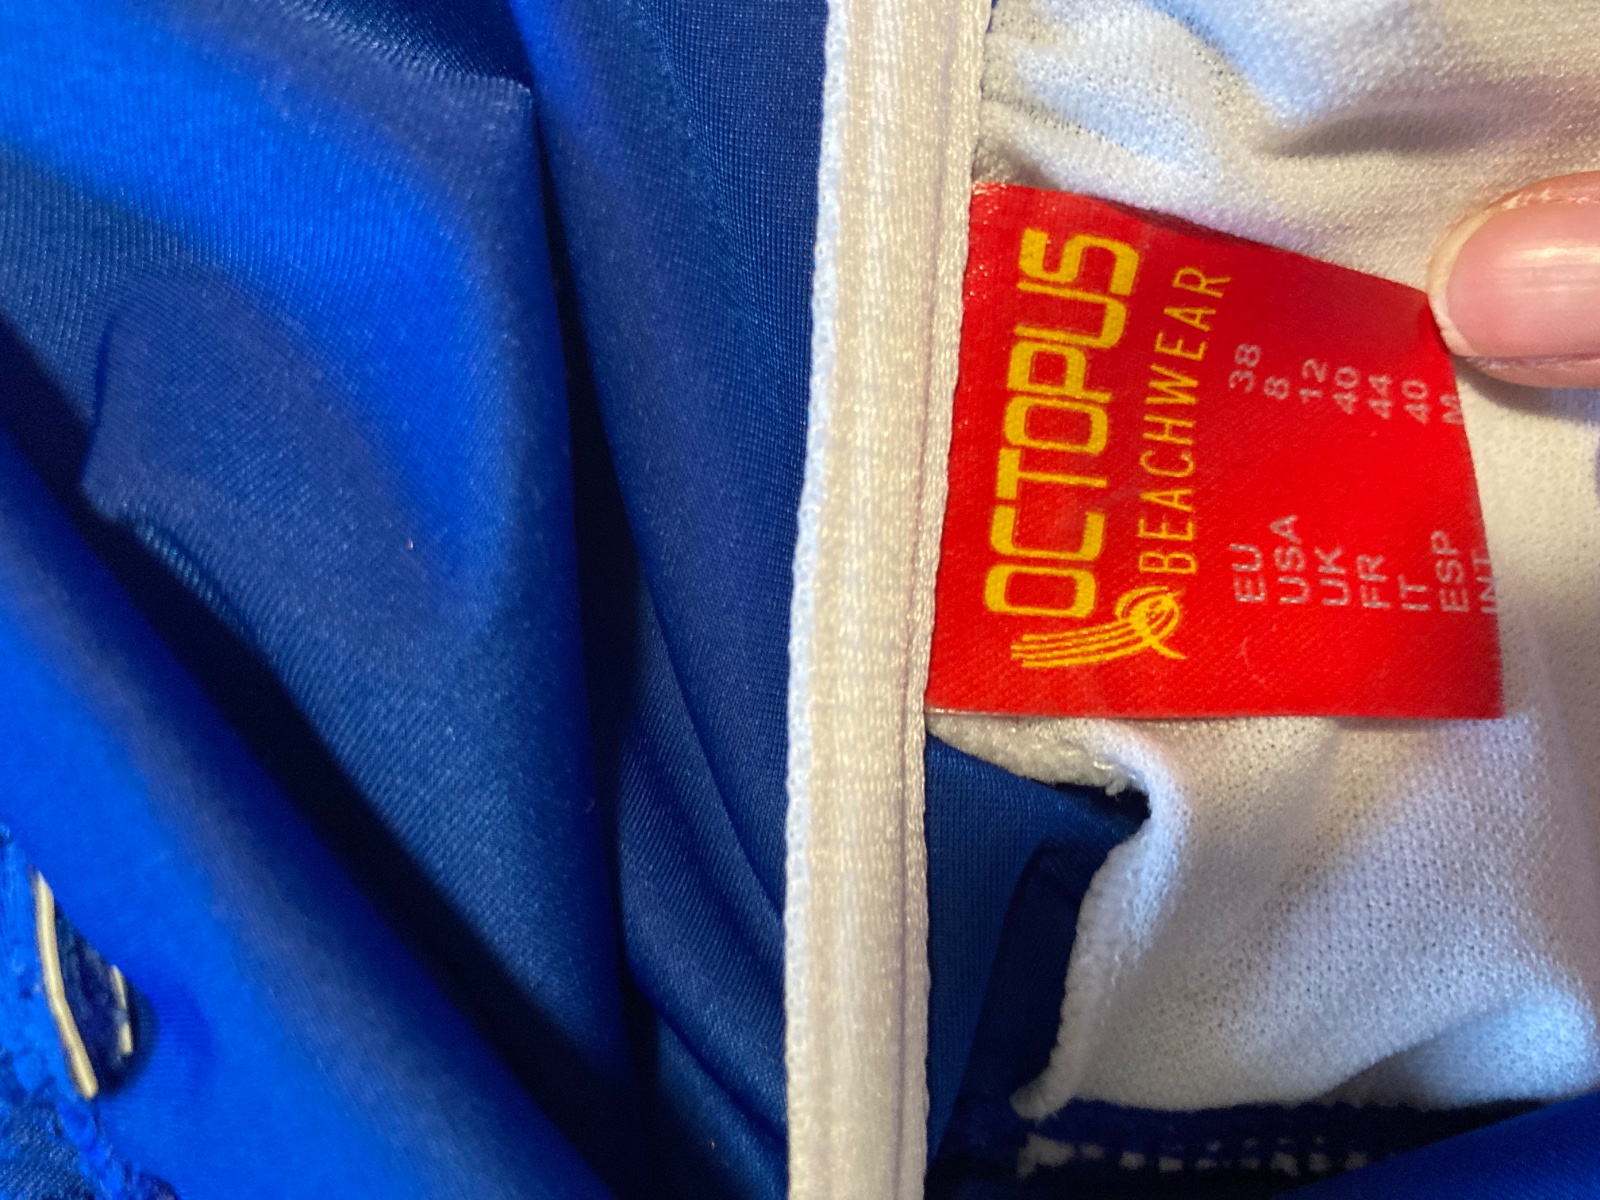 OCTOPUS
BEACHWEAR
EU 38
USA 8
UK 12
FR 40
IT 44
ESP 40
INT M